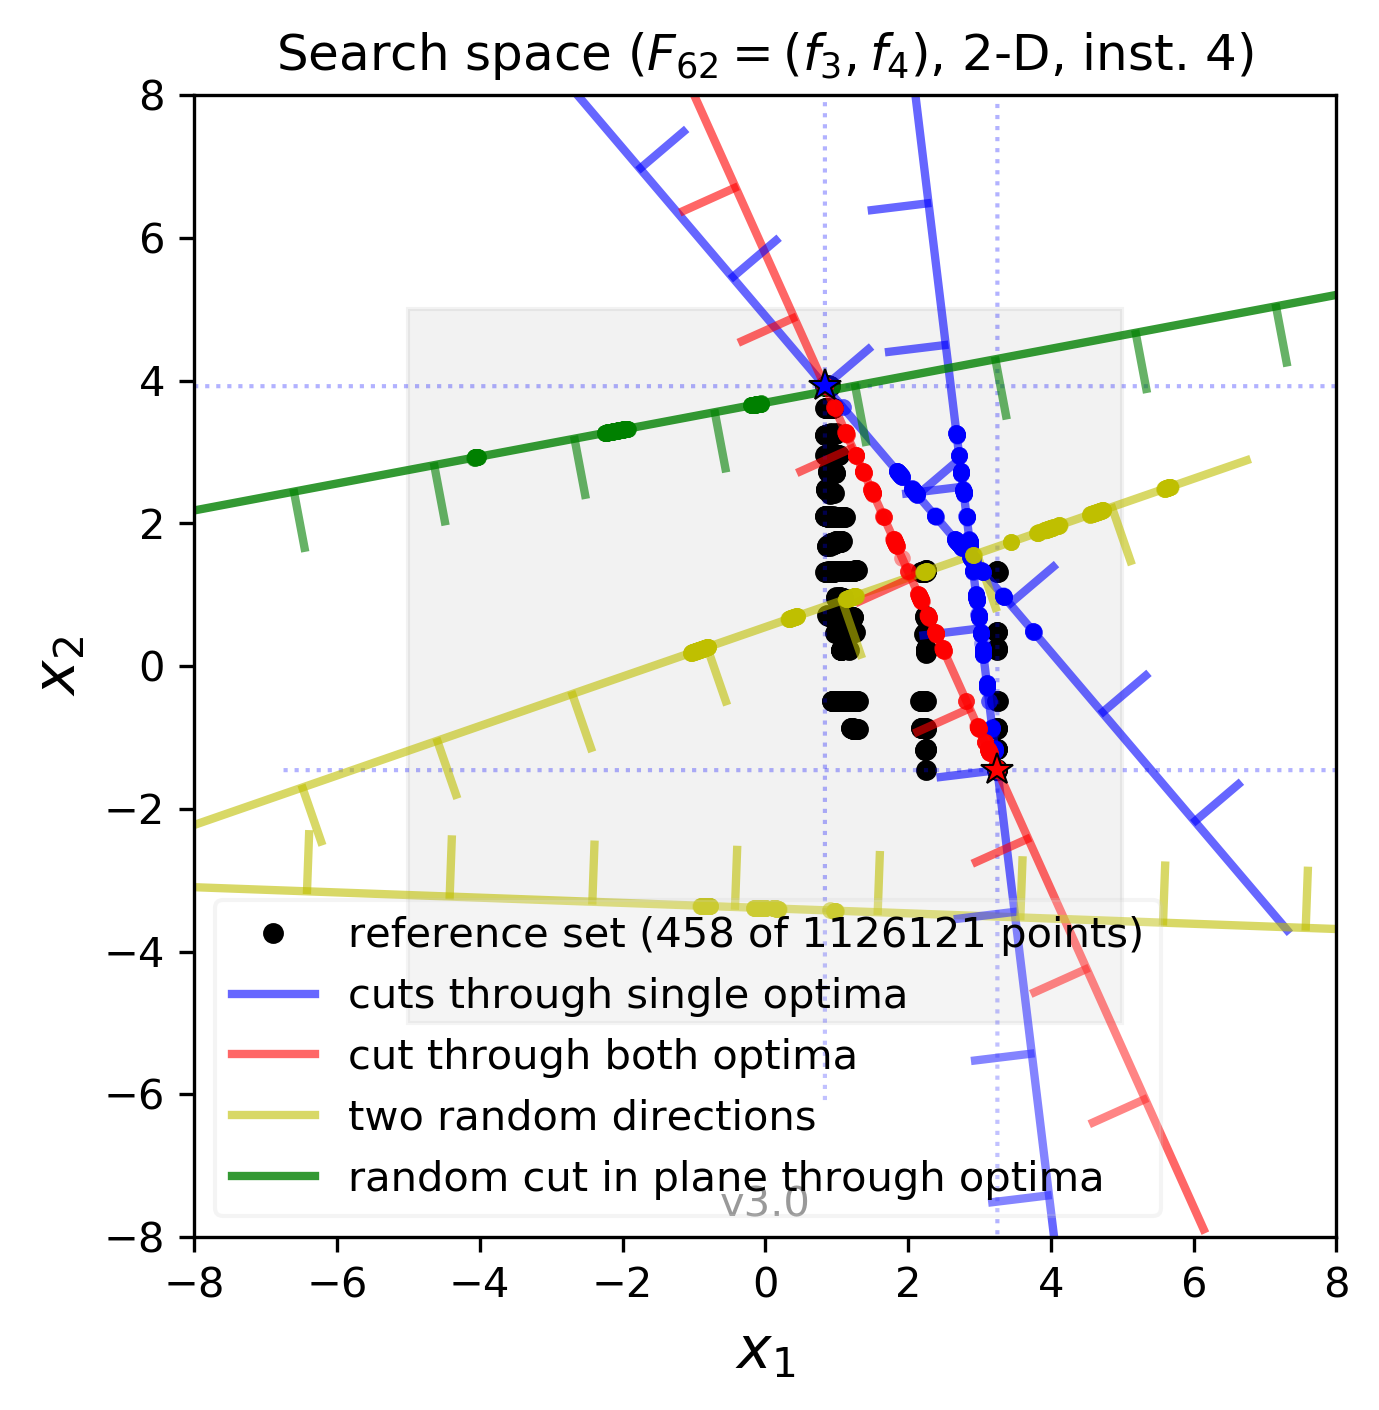 Search space (F₆₂ = (f₃, f₄), 2-D, inst. 4)
8
6
4
2
0
−2
−4
−6
−8
x₂
reference set (458 of 1126121 points)
cuts through single optima
cut through both optima
two random directions
random cut in plane through optima
v3.0
−8 −6 −4 −2 0 2 4 6 8
x₁